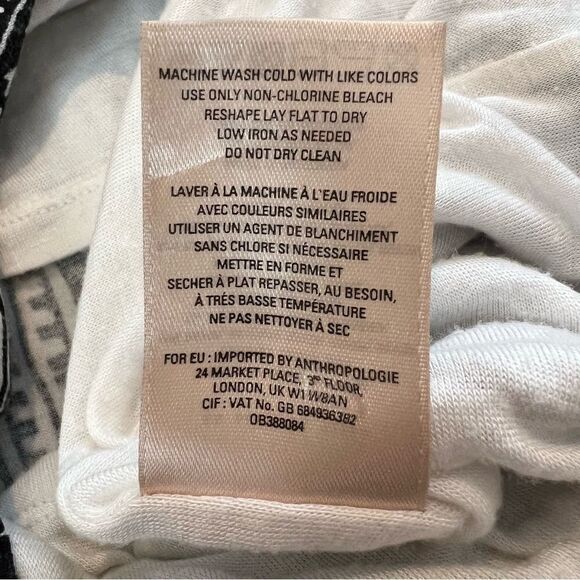 MACHINE WASH COLD WITH LIKE COLORS
USE ONLY NON-CHLORINE BLEACH
RESHAPE LAY FLAT TO DRY
LOW IRON AS NEEDED
DO NOT DRY CLEAN
LAVER À LA MACHINE À L'EAU FROIDE
AVEC COULEURS SIMILAIRES
UTILISER UN AGENT DE BLANCHIMENT
SANS CHLORE SI NÉCESSAIRE
METTRE EN FORME ET
SECHER À PLAT REPASSER, AU BESOIN,
À TRÉS BASSE TEMPÉRATURE
NE PAS NETTOYER À SEC
FOR EU : IMPORTED BY ANTHROPOLOGIE
24 MARKET PLACE, 3RD FLOOR,
LONDON, UK W1W8AN
CIF : VAT No. GB 684936382
OB388084